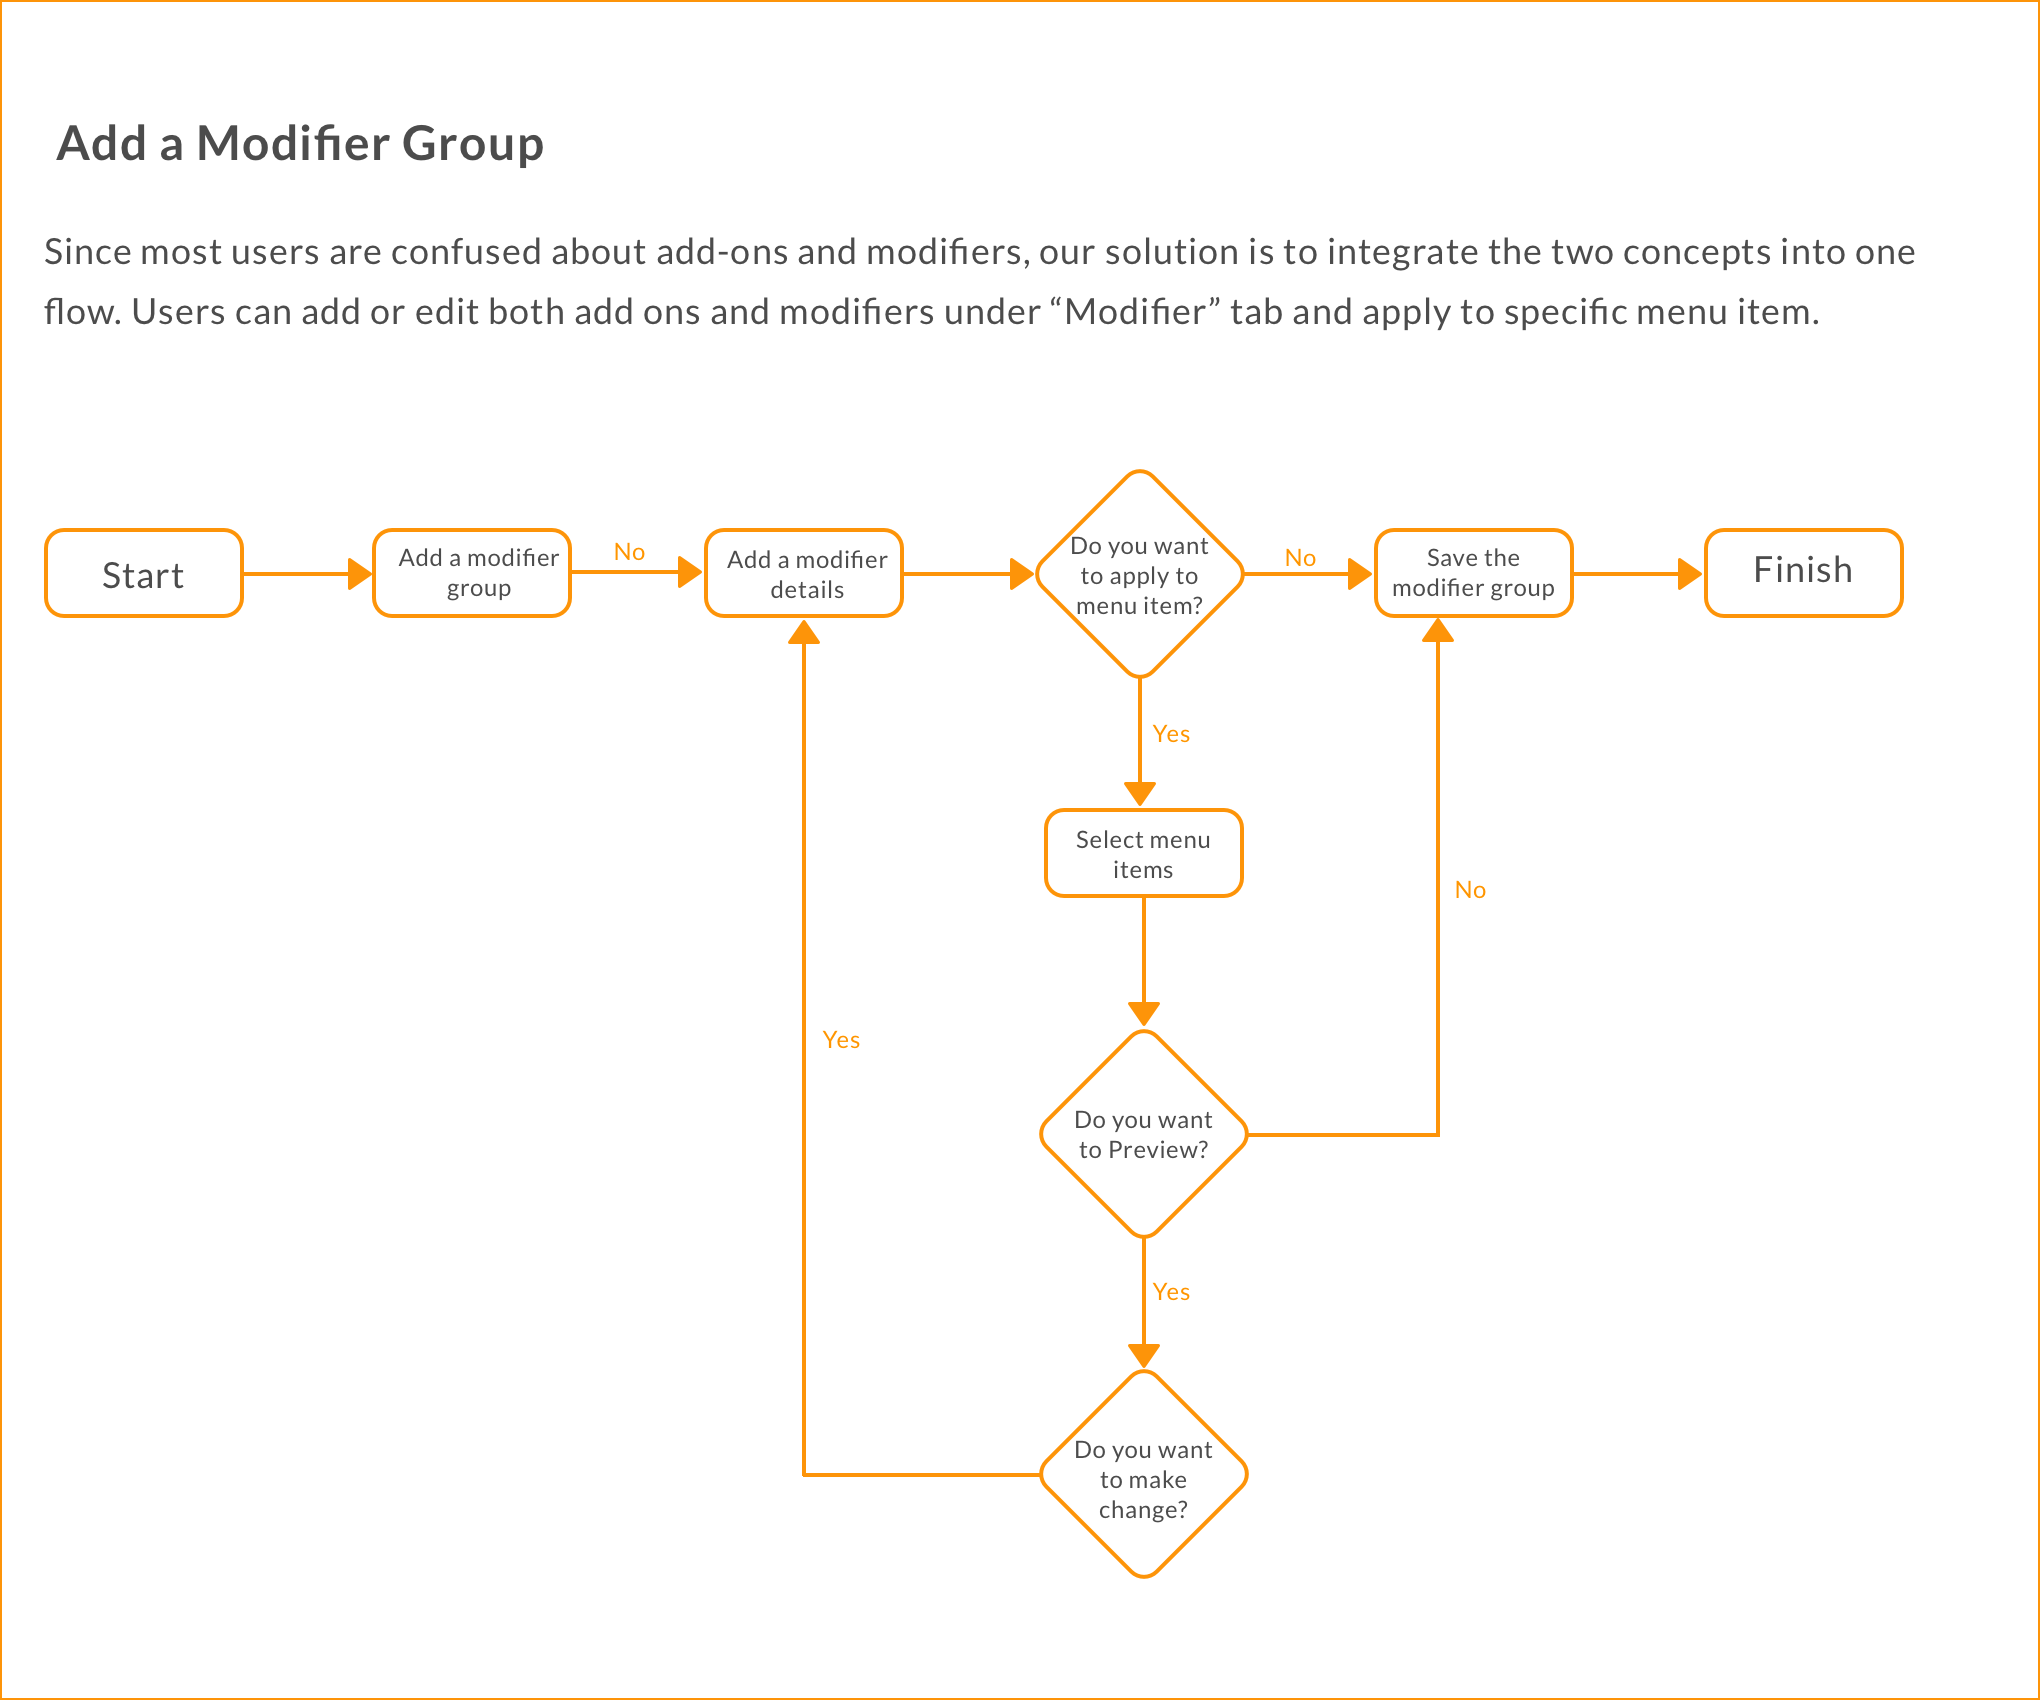 Add a Modifier Group
Since most users are confused about add-ons and modifiers, our solution is to integrate the two concepts into one
flow. Users can add or edit both add ons and modifiers under “Modifier” tab and apply to specific menu item.
Start
Add a modifier
group
No
Add a modifier
details
Do you want
to apply to
menu item?
No
Save the
modifier group
Finish
Yes
Select menu
items
No
Yes
Do you want
to Preview?
Yes
Do you want
to make
change?